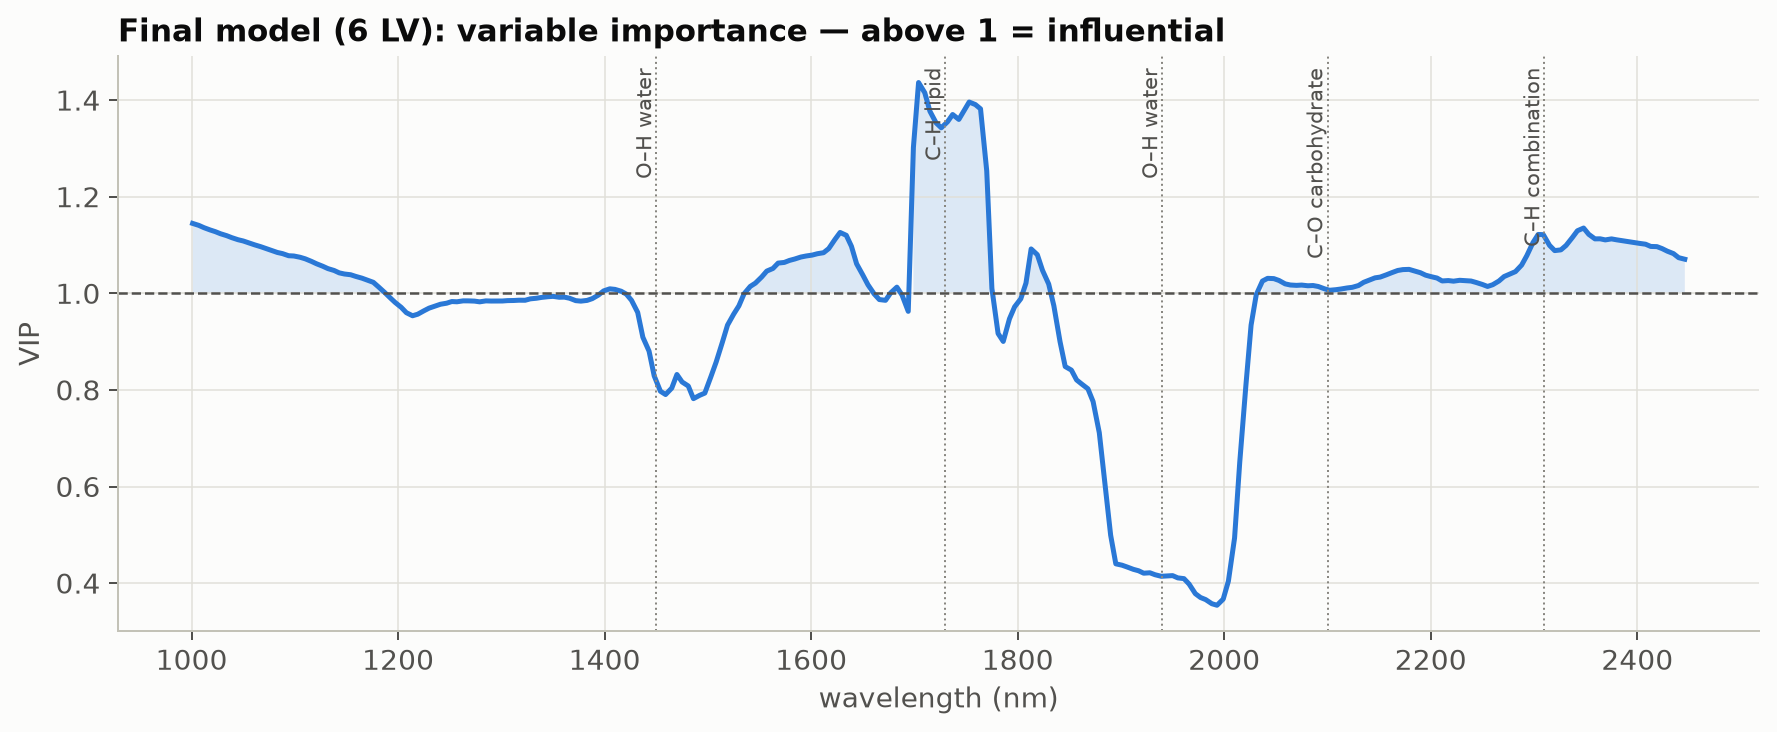 Final model (6 LV): variable importance — above 1 = influential
VIP
1.4
1.2
1.0
0.8
0.6
0.4
O–H water
C–H lipid
O–H water
C–O carbohydrate
C–H combination
1000
1200
1400
1600
1800
2000
2200
2400
wavelength (nm)